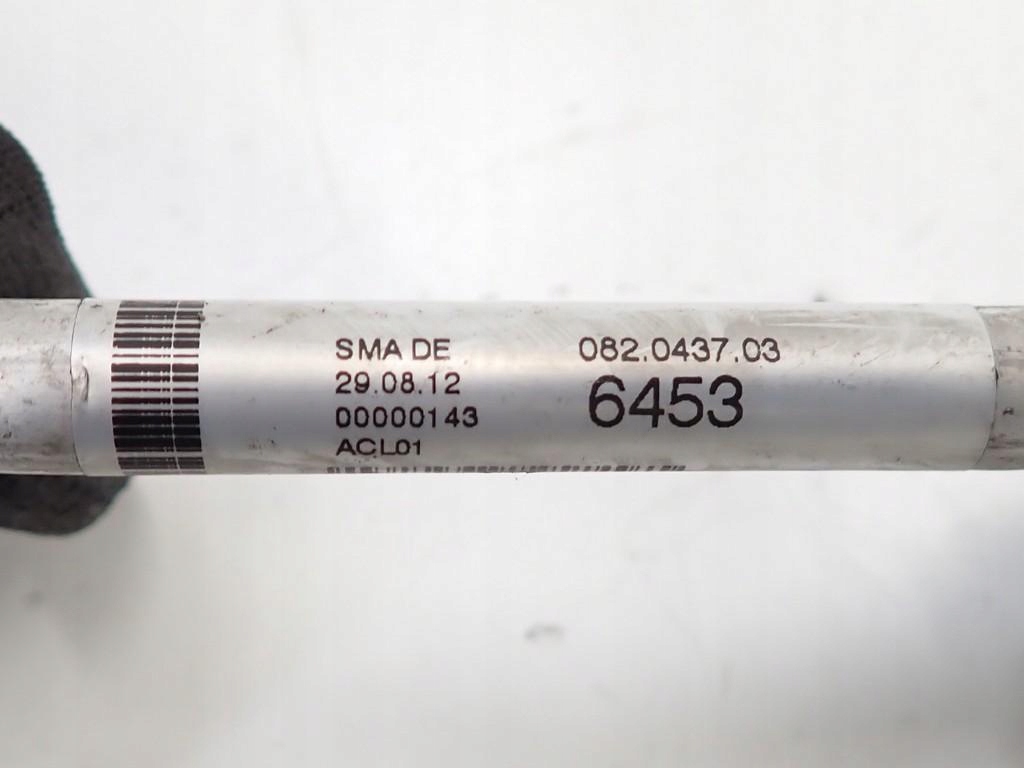 SMA DE
29.08.12
00000143
ACL01
082.0437.03
6453